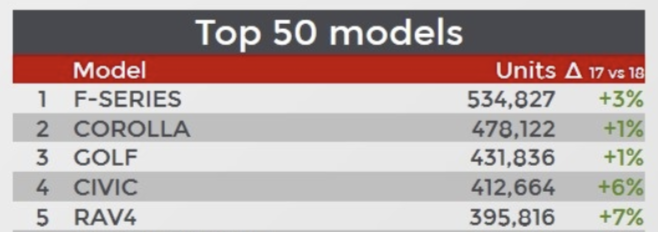 Top 50 models
Model Units Δ 17 vs 18
1 F-SERIES 534,827 +3%
2 COROLLA 478,122 +1%
3 GOLF 431,836 +1%
4 CIVIC 412,664 +6%
5 RAV4 395,816 +7%